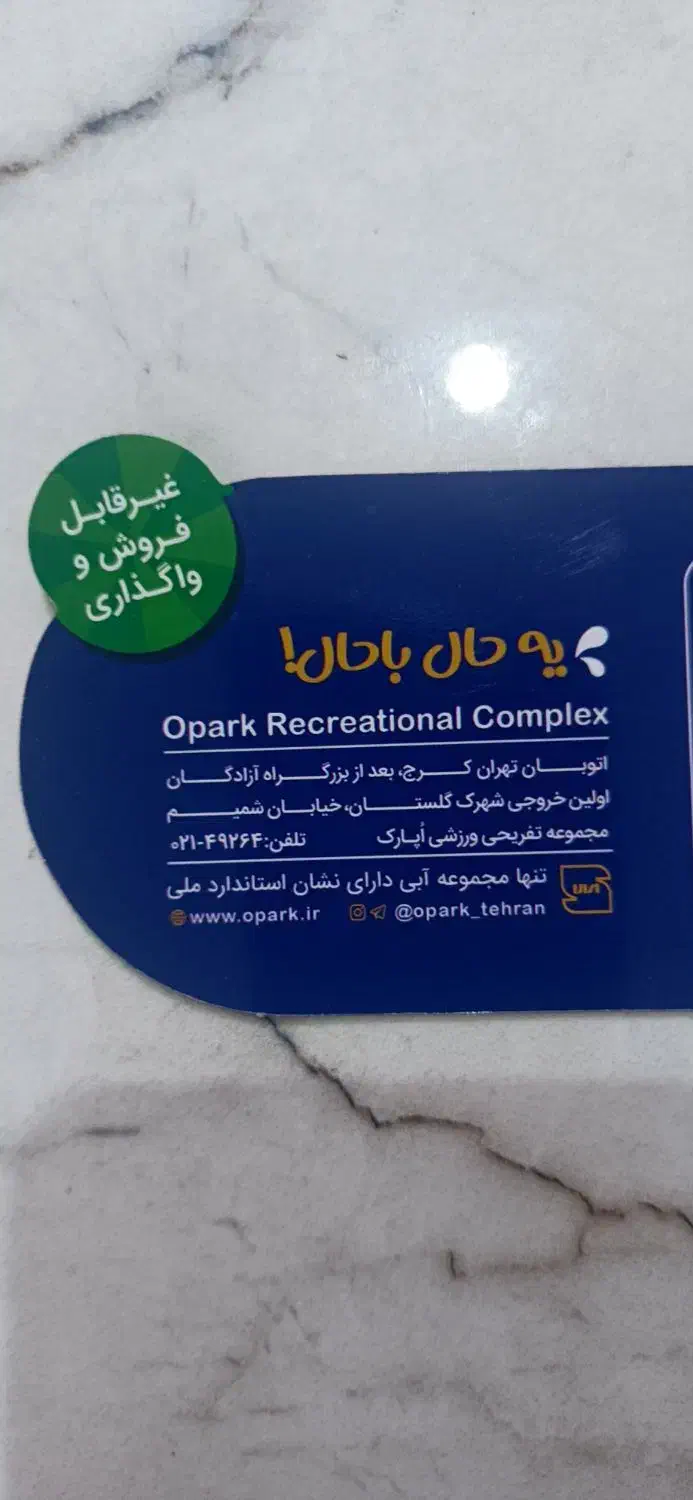 غیرقابل
فروش و
واگذاری
یه حال باحال!
Opark Recreational Complex
اتوبان تهران کرج، بعد از بزرگراه آزادگان
اولین خروجی شهرک گلستان، خیابان شمیم
مجموعه تفریحی ورزشی اُپارک تلفن: ۰۲۱-۴۹۲۶۴
تنها مجموعه آبی دارای نشان استاندارد ملی
www.opark.ir @opark_tehran